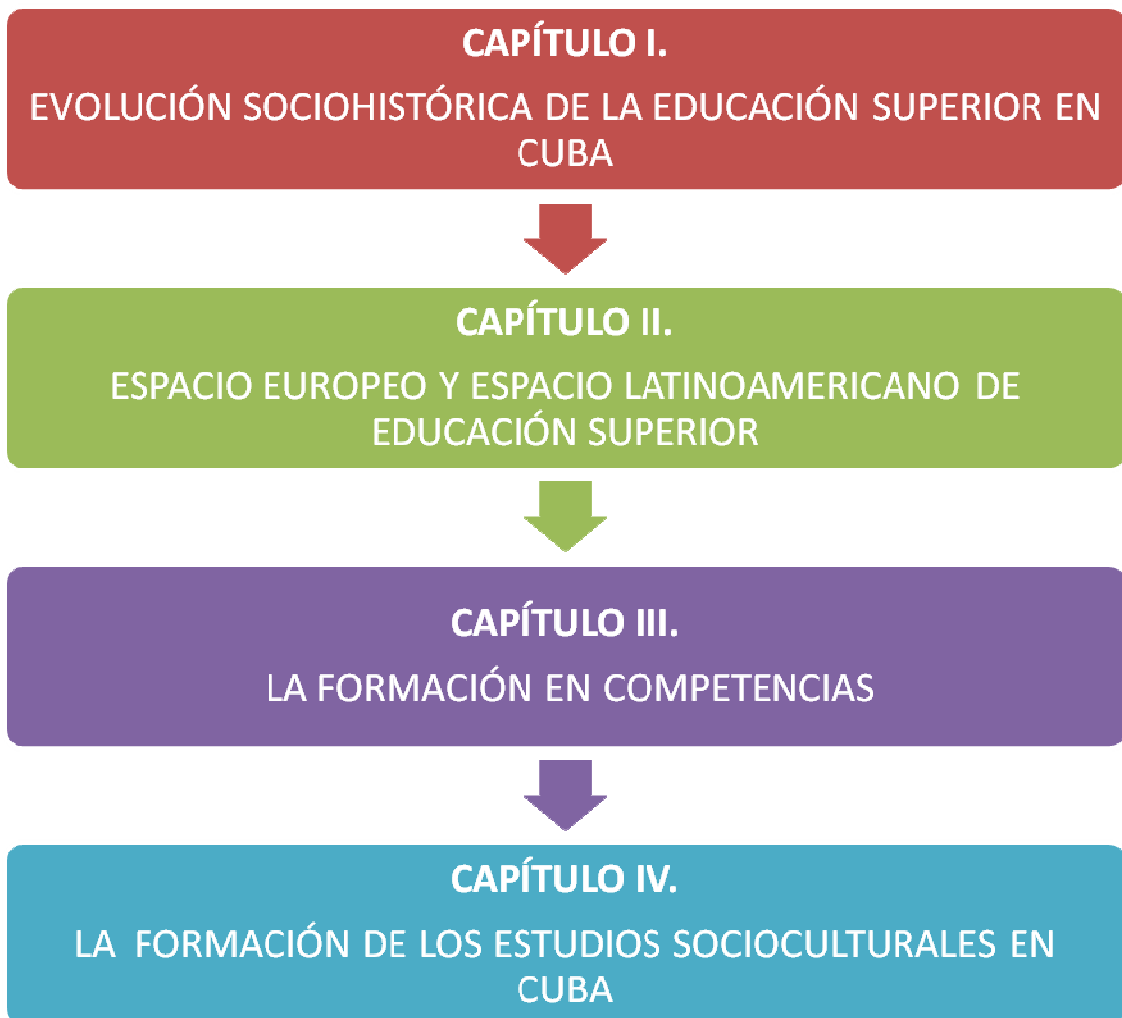 CAPÍTULO I.
EVOLUCIÓN SOCIOHISTÓRICA DE LA EDUCACIÓN SUPERIOR EN
CUBA
CAPÍTULO II.
ESPACIO EUROPEO Y ESPACIO LATINOAMERICANO DE
EDUCACIÓN SUPERIOR
CAPÍTULO III.
LA FORMACIÓN EN COMPETENCIAS
CAPÍTULO IV.
LA FORMACIÓN DE LOS ESTUDIOS SOCIOCULTURALES EN
CUBA